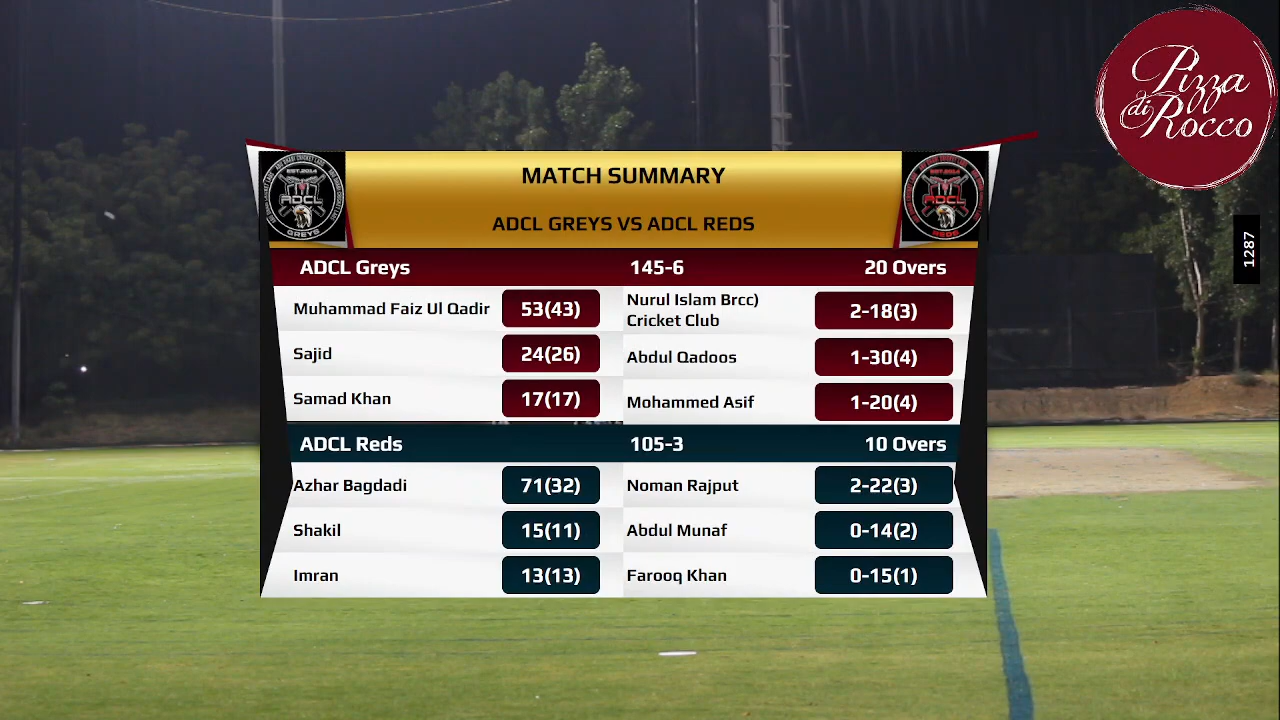 Pizza
di Rocco
MATCH SUMMARY
ADCL GREYS VS ADCL REDS
EST.2014
ADCL
GREYS
EST.2014
ADCL
REDS
1287
ADCL Greys 145-6 20 Overs
Muhammad Faiz Ul Qadir 53(43) Nurul Islam Brcc)
Cricket Club 2-18(3)
Sajid 24(26) Abdul Qadoos 1-30(4)
Samad Khan 17(17) Mohammed Asif 1-20(4)
ADCL Reds 105-3 10 Overs
Azhar Bagdadi 71(32) Noman Rajput 2-22(3)
Shakil 15(11) Abdul Munaf 0-14(2)
Imran 13(13) Farooq Khan 0-15(1)